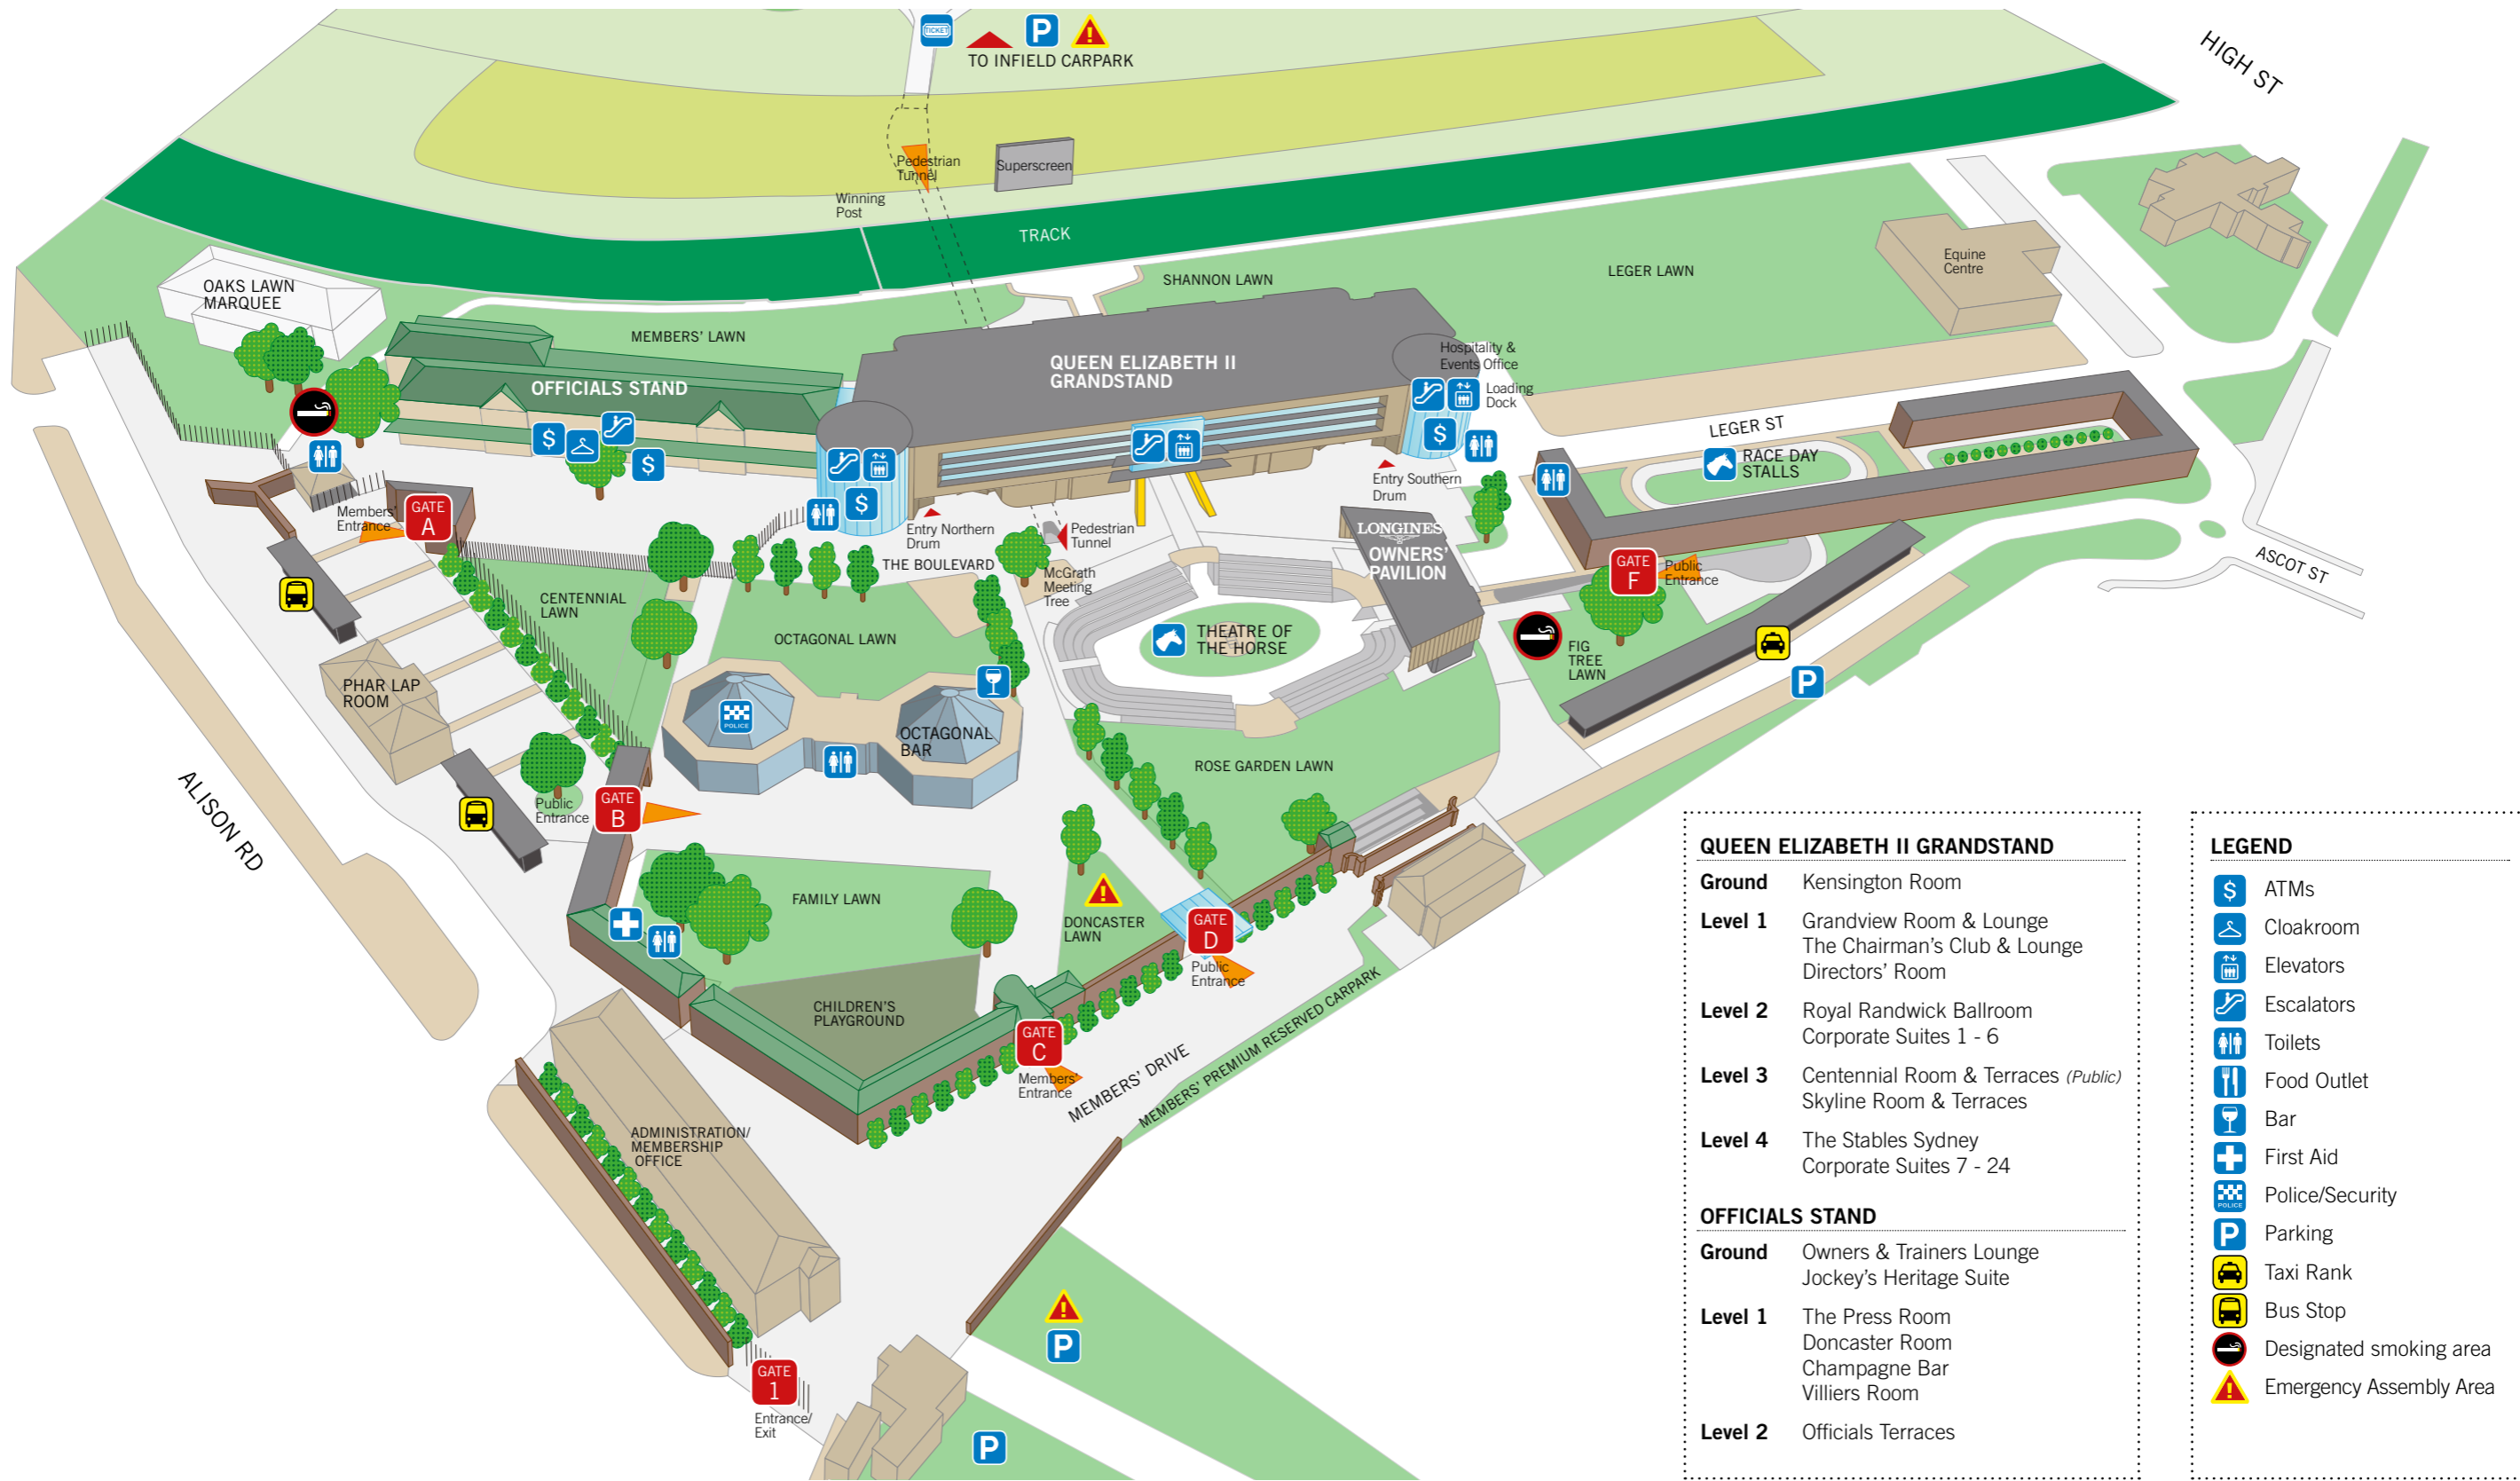 HIGH ST
TICKET
P
TO INFIELD CARPARK
Pedestrian
Tunnel
Superscreen
Winning
Post
TRACK
SHANNON LAWN
LEGER LAWN
Equine
Centre
OAKS LAWN
MARQUEE
MEMBERS' LAWN
OFFICIALS STAND
QUEEN ELIZABETH II
GRANDSTAND
Hospitality &
Events Office
Loading
Dock
$
$
$
$
LEGER ST
RACE DAY
STALLS
Entry Southern
Drum
Members'
Entrance
GATE
A
Entry Northern
Drum
Pedestrian
Tunnel
THE BOULEVARD
McGrath
Meeting
Tree
LONGINES
OWNERS'
PAVILION
GATE
F
Public
Entrance
ASCOT ST
CENTENNIAL
LAWN
OCTAGONAL LAWN
THEATRE OF
THE HORSE
FIG
TREE
LAWN
P
PHAR LAP
ROOM
POLICE
OCTAGONAL
BAR
ROSE GARDEN LAWN
ALISON RD
Public
Entrance
GATE
B
FAMILY LAWN
DONCASTER
LAWN
GATE
D
Public
Entrance
CHILDREN'S
PLAYGROUND
GATE
C
Members'
Entrance
MEMBERS' DRIVE
MEMBERS' PREMIUM RESERVED CARPARK
ADMINISTRATION/
MEMBERSHIP
OFFICE
P
GATE
1
Entrance/
Exit
P
QUEEN ELIZABETH II GRANDSTAND
Ground Kensington Room
Level 1 Grandview Room & Lounge
The Chairman's Club & Lounge
Directors' Room
Level 2 Royal Randwick Ballroom
Corporate Suites 1 - 6
Level 3 Centennial Room & Terraces (Public)
Skyline Room & Terraces
Level 4 The Stables Sydney
Corporate Suites 7 - 24
OFFICIALS STAND
Ground Owners & Trainers Lounge
Jockey's Heritage Suite
Level 1 The Press Room
Doncaster Room
Champagne Bar
Villiers Room
Level 2 Officials Terraces
LEGEND
$ ATMs
Cloakroom
Elevators
Escalators
Toilets
Food Outlet
Bar
First Aid
POLICE Police/Security
P Parking
Taxi Rank
Bus Stop
Designated smoking area
! Emergency Assembly Area